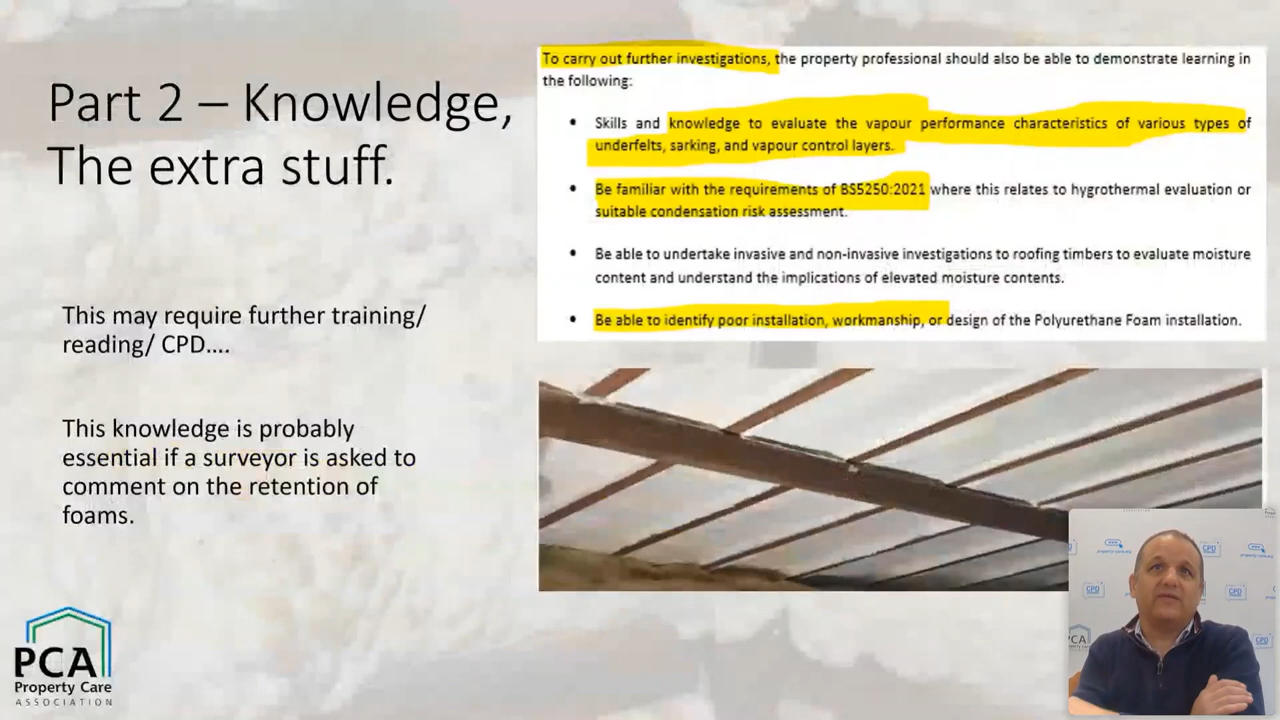 Part 2 – Knowledge,
The extra stuff.
This may require further training/
reading/ CPD....
This knowledge is probably
essential if a surveyor is asked to
comment on the retention of
foams.
To carry out further investigations, the property professional should also be able to demonstrate learning in
the following:
• Skills and knowledge to evaluate the vapour performance characteristics of various types of
underfelts, sarking, and vapour control layers.
• Be familiar with the requirements of BS5250:2021 where this relates to hygrothermal evaluation or
suitable condensation risk assessment.
• Be able to undertake invasive and non-invasive investigations to roofing timbers to evaluate moisture
content and understand the implications of elevated moisture contents.
• Be able to identify poor installation, workmanship, or design of the Polyurethane Foam installation.
PCA
Property Care
ASSOCIATION
CPD
CPD
CPD
CPD
PCA